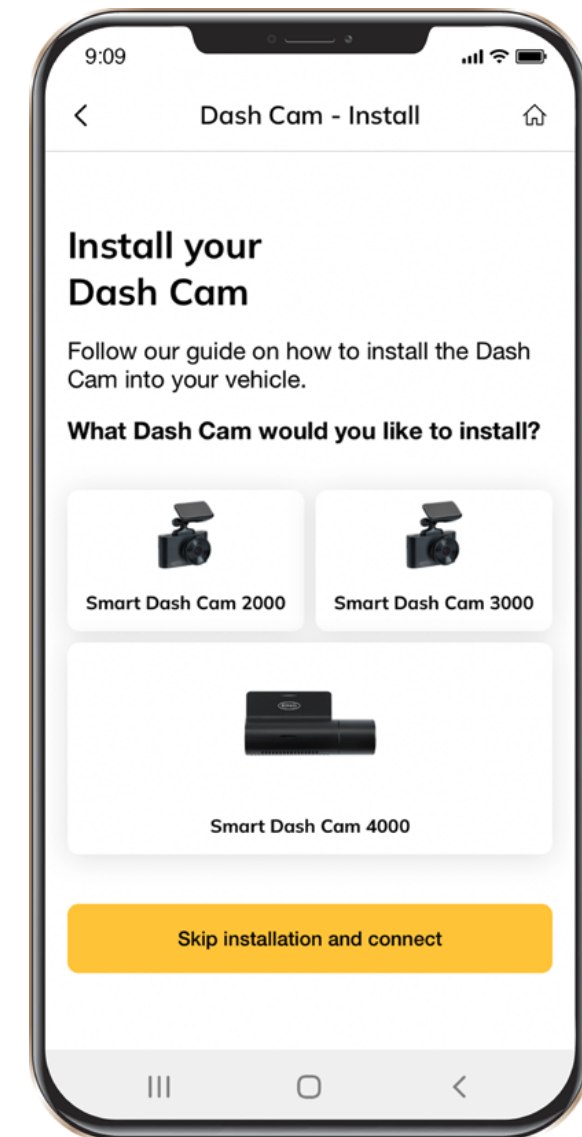 9:09
Dash Cam - Install
Install your
Dash Cam
Follow our guide on how to install the Dash
Cam into your vehicle.
What Dash Cam would you like to install?
Smart Dash Cam 2000
Smart Dash Cam 3000
Smart Dash Cam 4000
Skip installation and connect